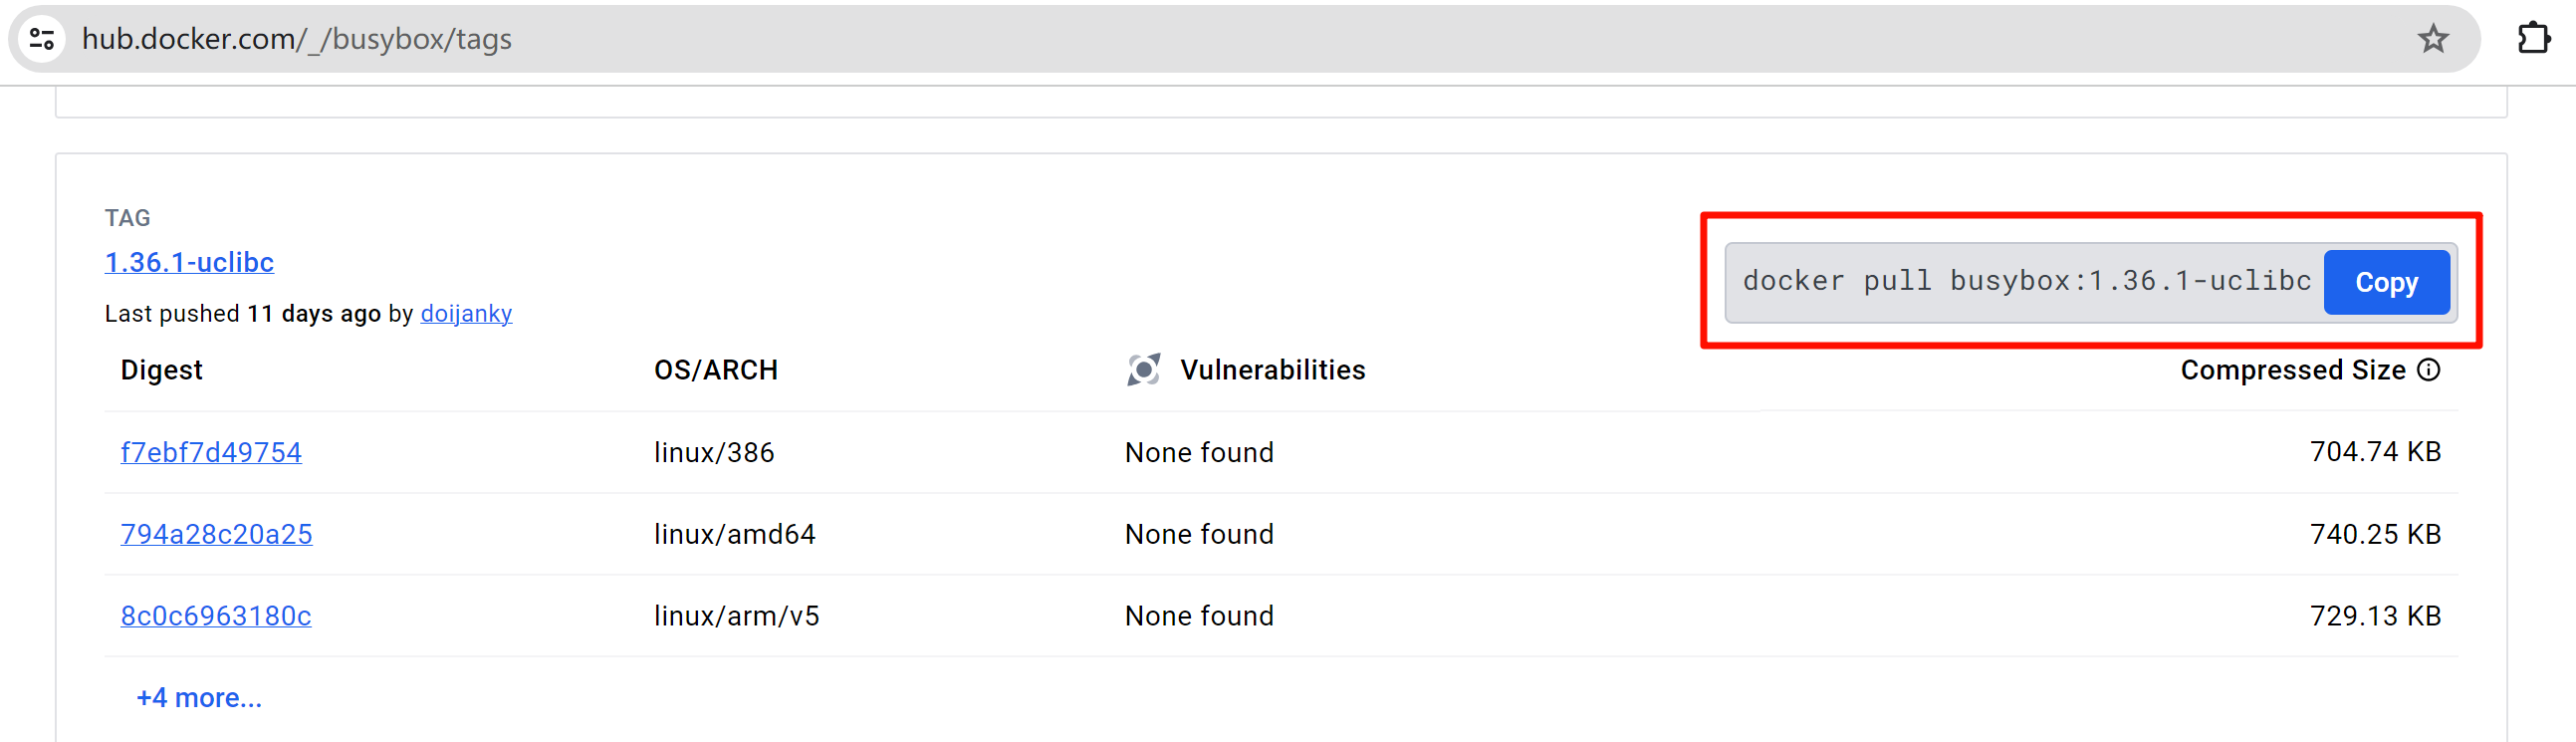 hub.docker.com/_/busybox/tags
TAG
1.36.1-uclibc
docker pull busybox:1.36.1-uclibc Copy
Last pushed 11 days ago by doijanky
Digest OS/ARCH Vulnerabilities Compressed Size
f7ebf7d49754 linux/386 None found 704.74 KB
794a28c20a25 linux/amd64 None found 740.25 KB
8c0c6963180c linux/arm/v5 None found 729.13 KB
+4 more...